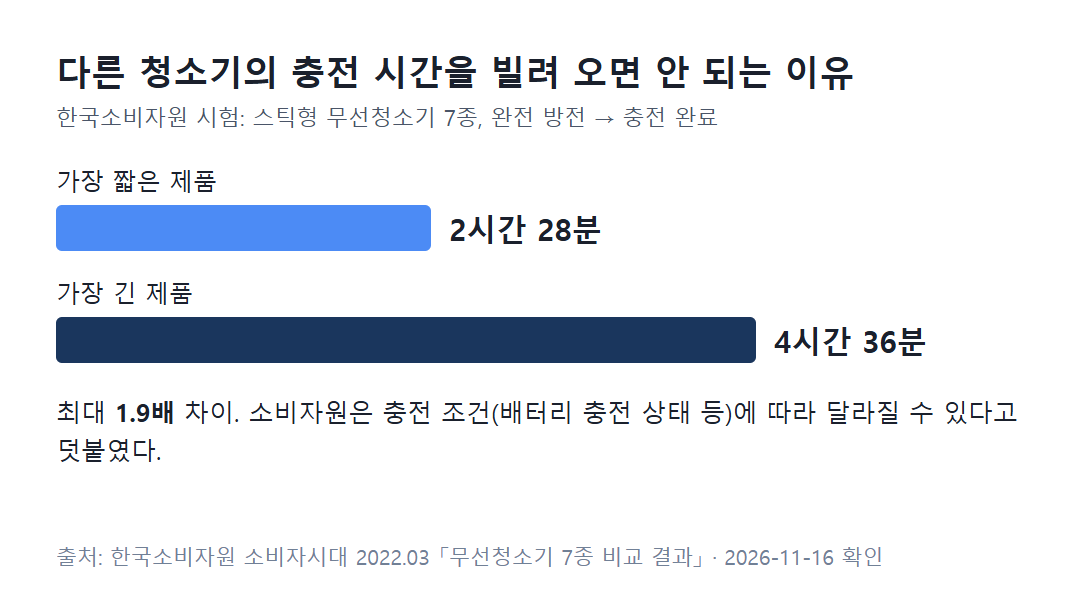 다른 청소기의 충전 시간을 빌려 오면 안 되는 이유
한국소비자원 시험: 스틱형 무선청소기 7종, 완전 방전 → 충전 완료
가장 짧은 제품
2시간 28분
가장 긴 제품
4시간 36분
최대 1.9배 차이. 소비자원은 충전 조건(배터리 충전 상태 등)에 따라 달라질 수 있다고
덧붙였다.
출처: 한국소비자원 소비자시대 2022.03 「무선청소기 7종 비교 결과」 · 2026-11-16 확인